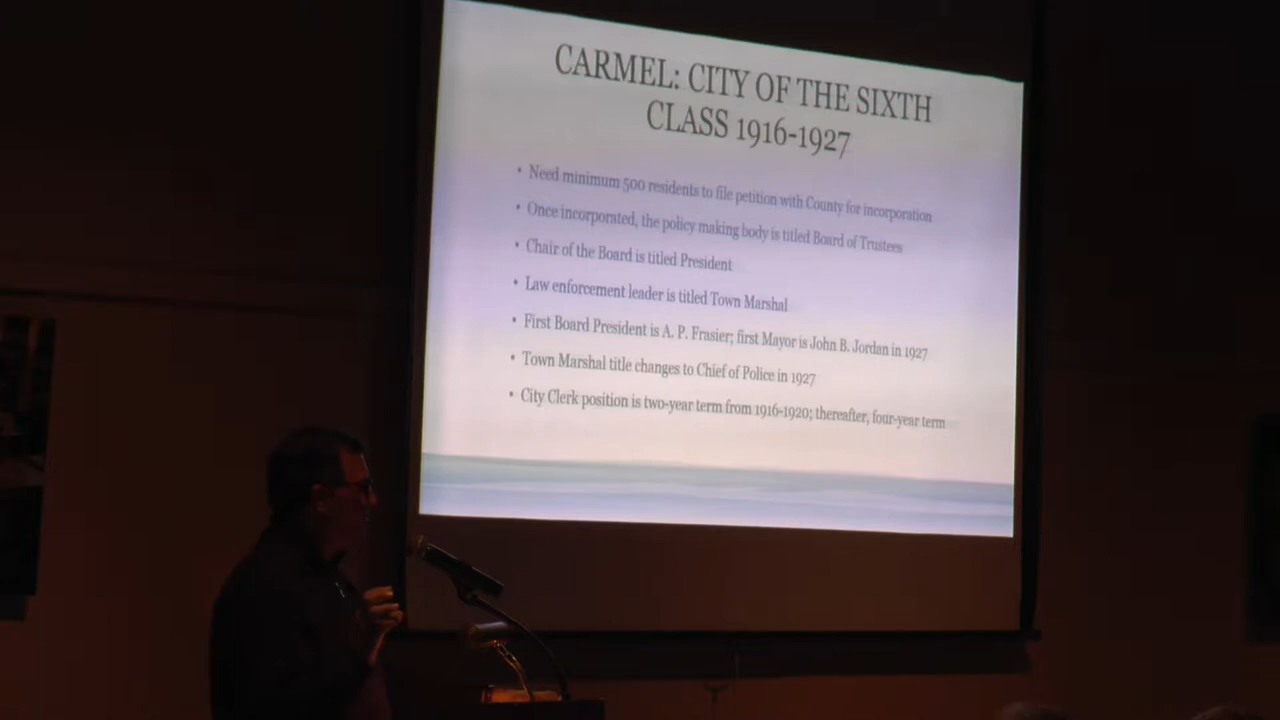 CARMEL: CITY OF THE SIXTH
CLASS 1916-1927
• Need minimum 500 residents to file petition with County for incorporation
• Once incorporated, the policy making body is titled Board of Trustees
• Chair of the Board is titled President
• Law enforcement leader is titled Town Marshal
• First Board President is A. P. Frasier; first Mayor is John B. Jordan in 1927
• Town Marshal title changes to Chief of Police in 1927
• City Clerk position is two-year term from 1916-1920; thereafter, four-year term